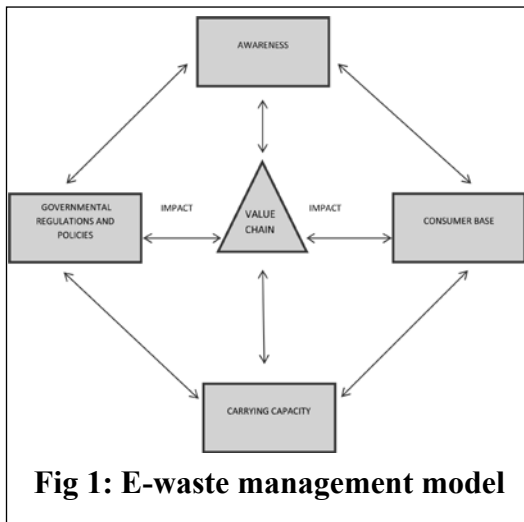 AWARENESS
GOVERNMENTAL
REGULATIONS AND
POLICIES
IMPACT
VALUE
CHAIN
IMPACT
CONSUMER BASE
CARRYING CAPACITY
Fig 1: E-waste management model